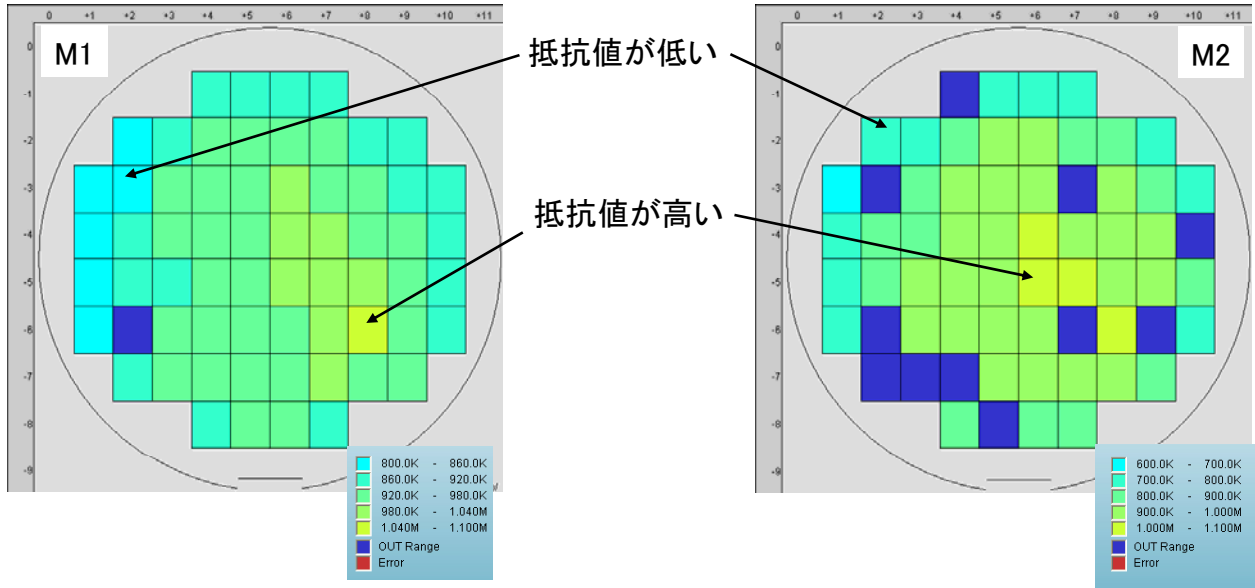 0 +1 +2 +3 +4 +5 +6 +7 +8 +9 +10 +11
M1
0
-1
-2
-3
-4
-5
-6
-7
-8
-9
800.0K - 860.0K
860.0K - 920.0K
920.0K - 980.0K
980.0K - 1.040M
1.040M - 1.100M
OUT Range
Error
抵抗値が低い
抵抗値が高い
0 +1 +2 +3 +4 +5 +6 +7 +8 +9 +10 +11
M2
0
-1
-2
-3
-4
-5
-6
-7
-8
-9
600.0K - 700.0K
700.0K - 800.0K
800.0K - 900.0K
900.0K - 1.000M
1.000M - 1.100M
OUT Range
Error